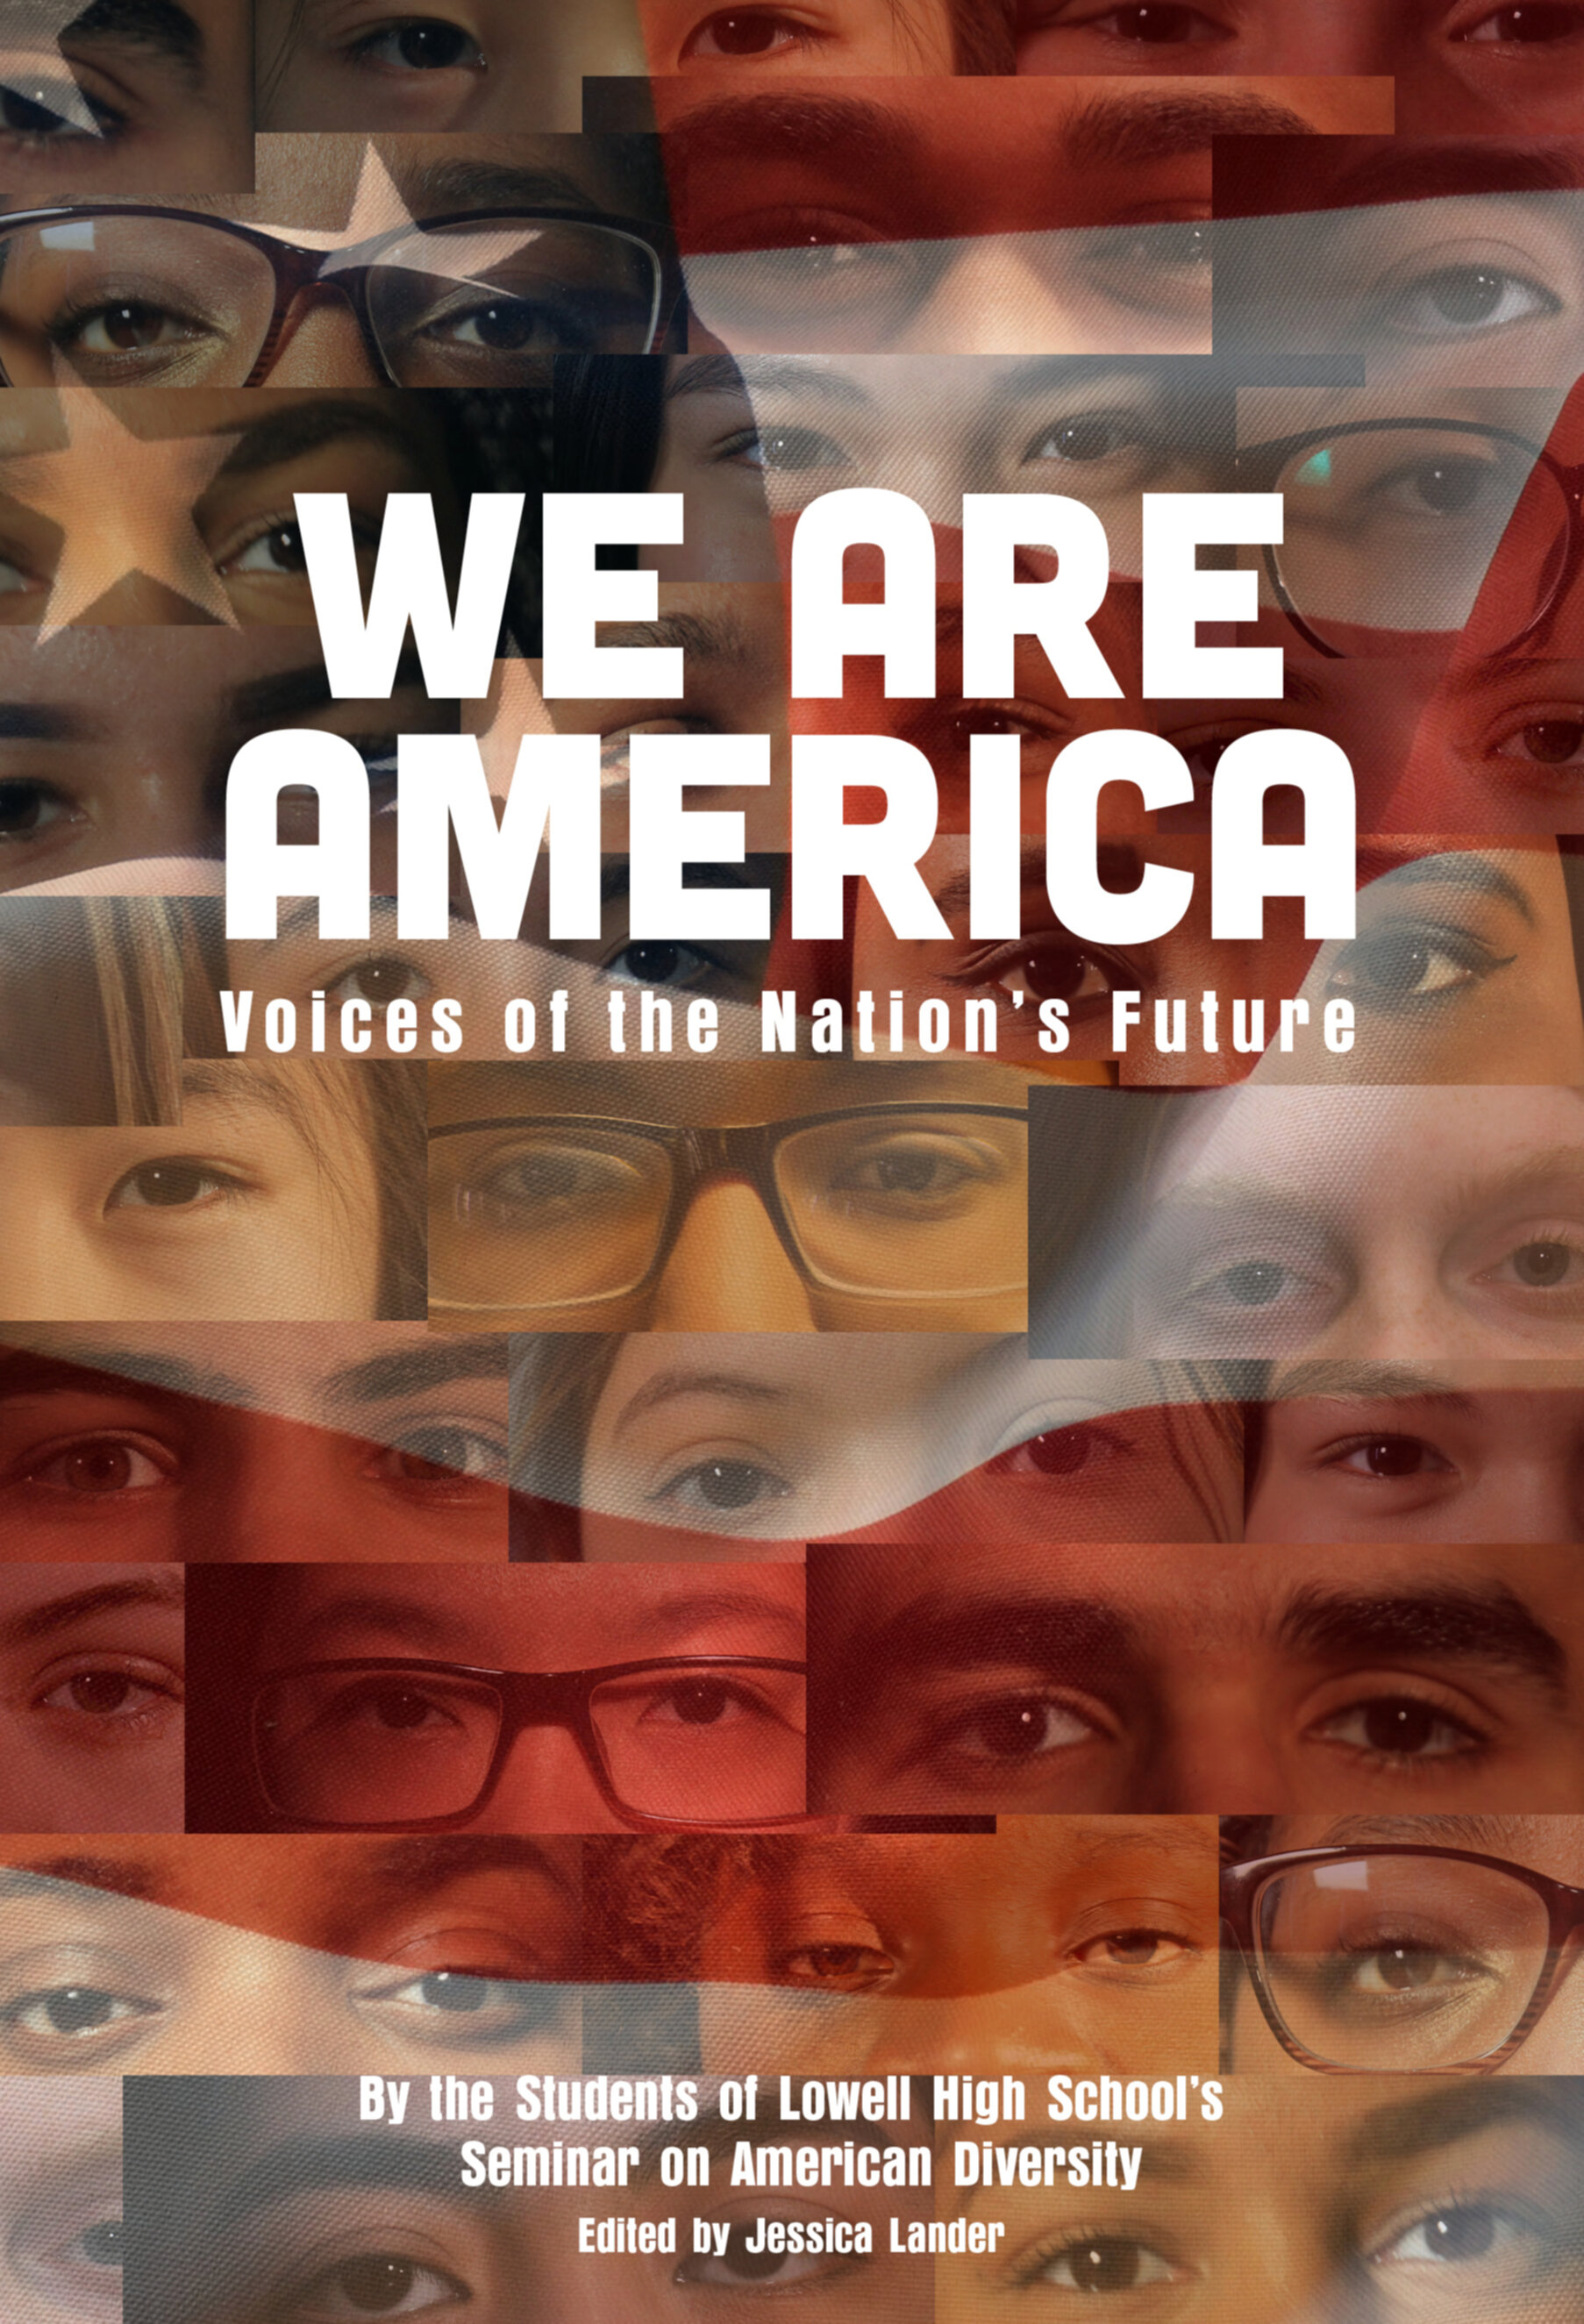 WE ARE
AMERICA
Voices of the Nation's Future
By the Students of Lowell High School's
Seminar on American Diversity
Edited by Jessica Lander